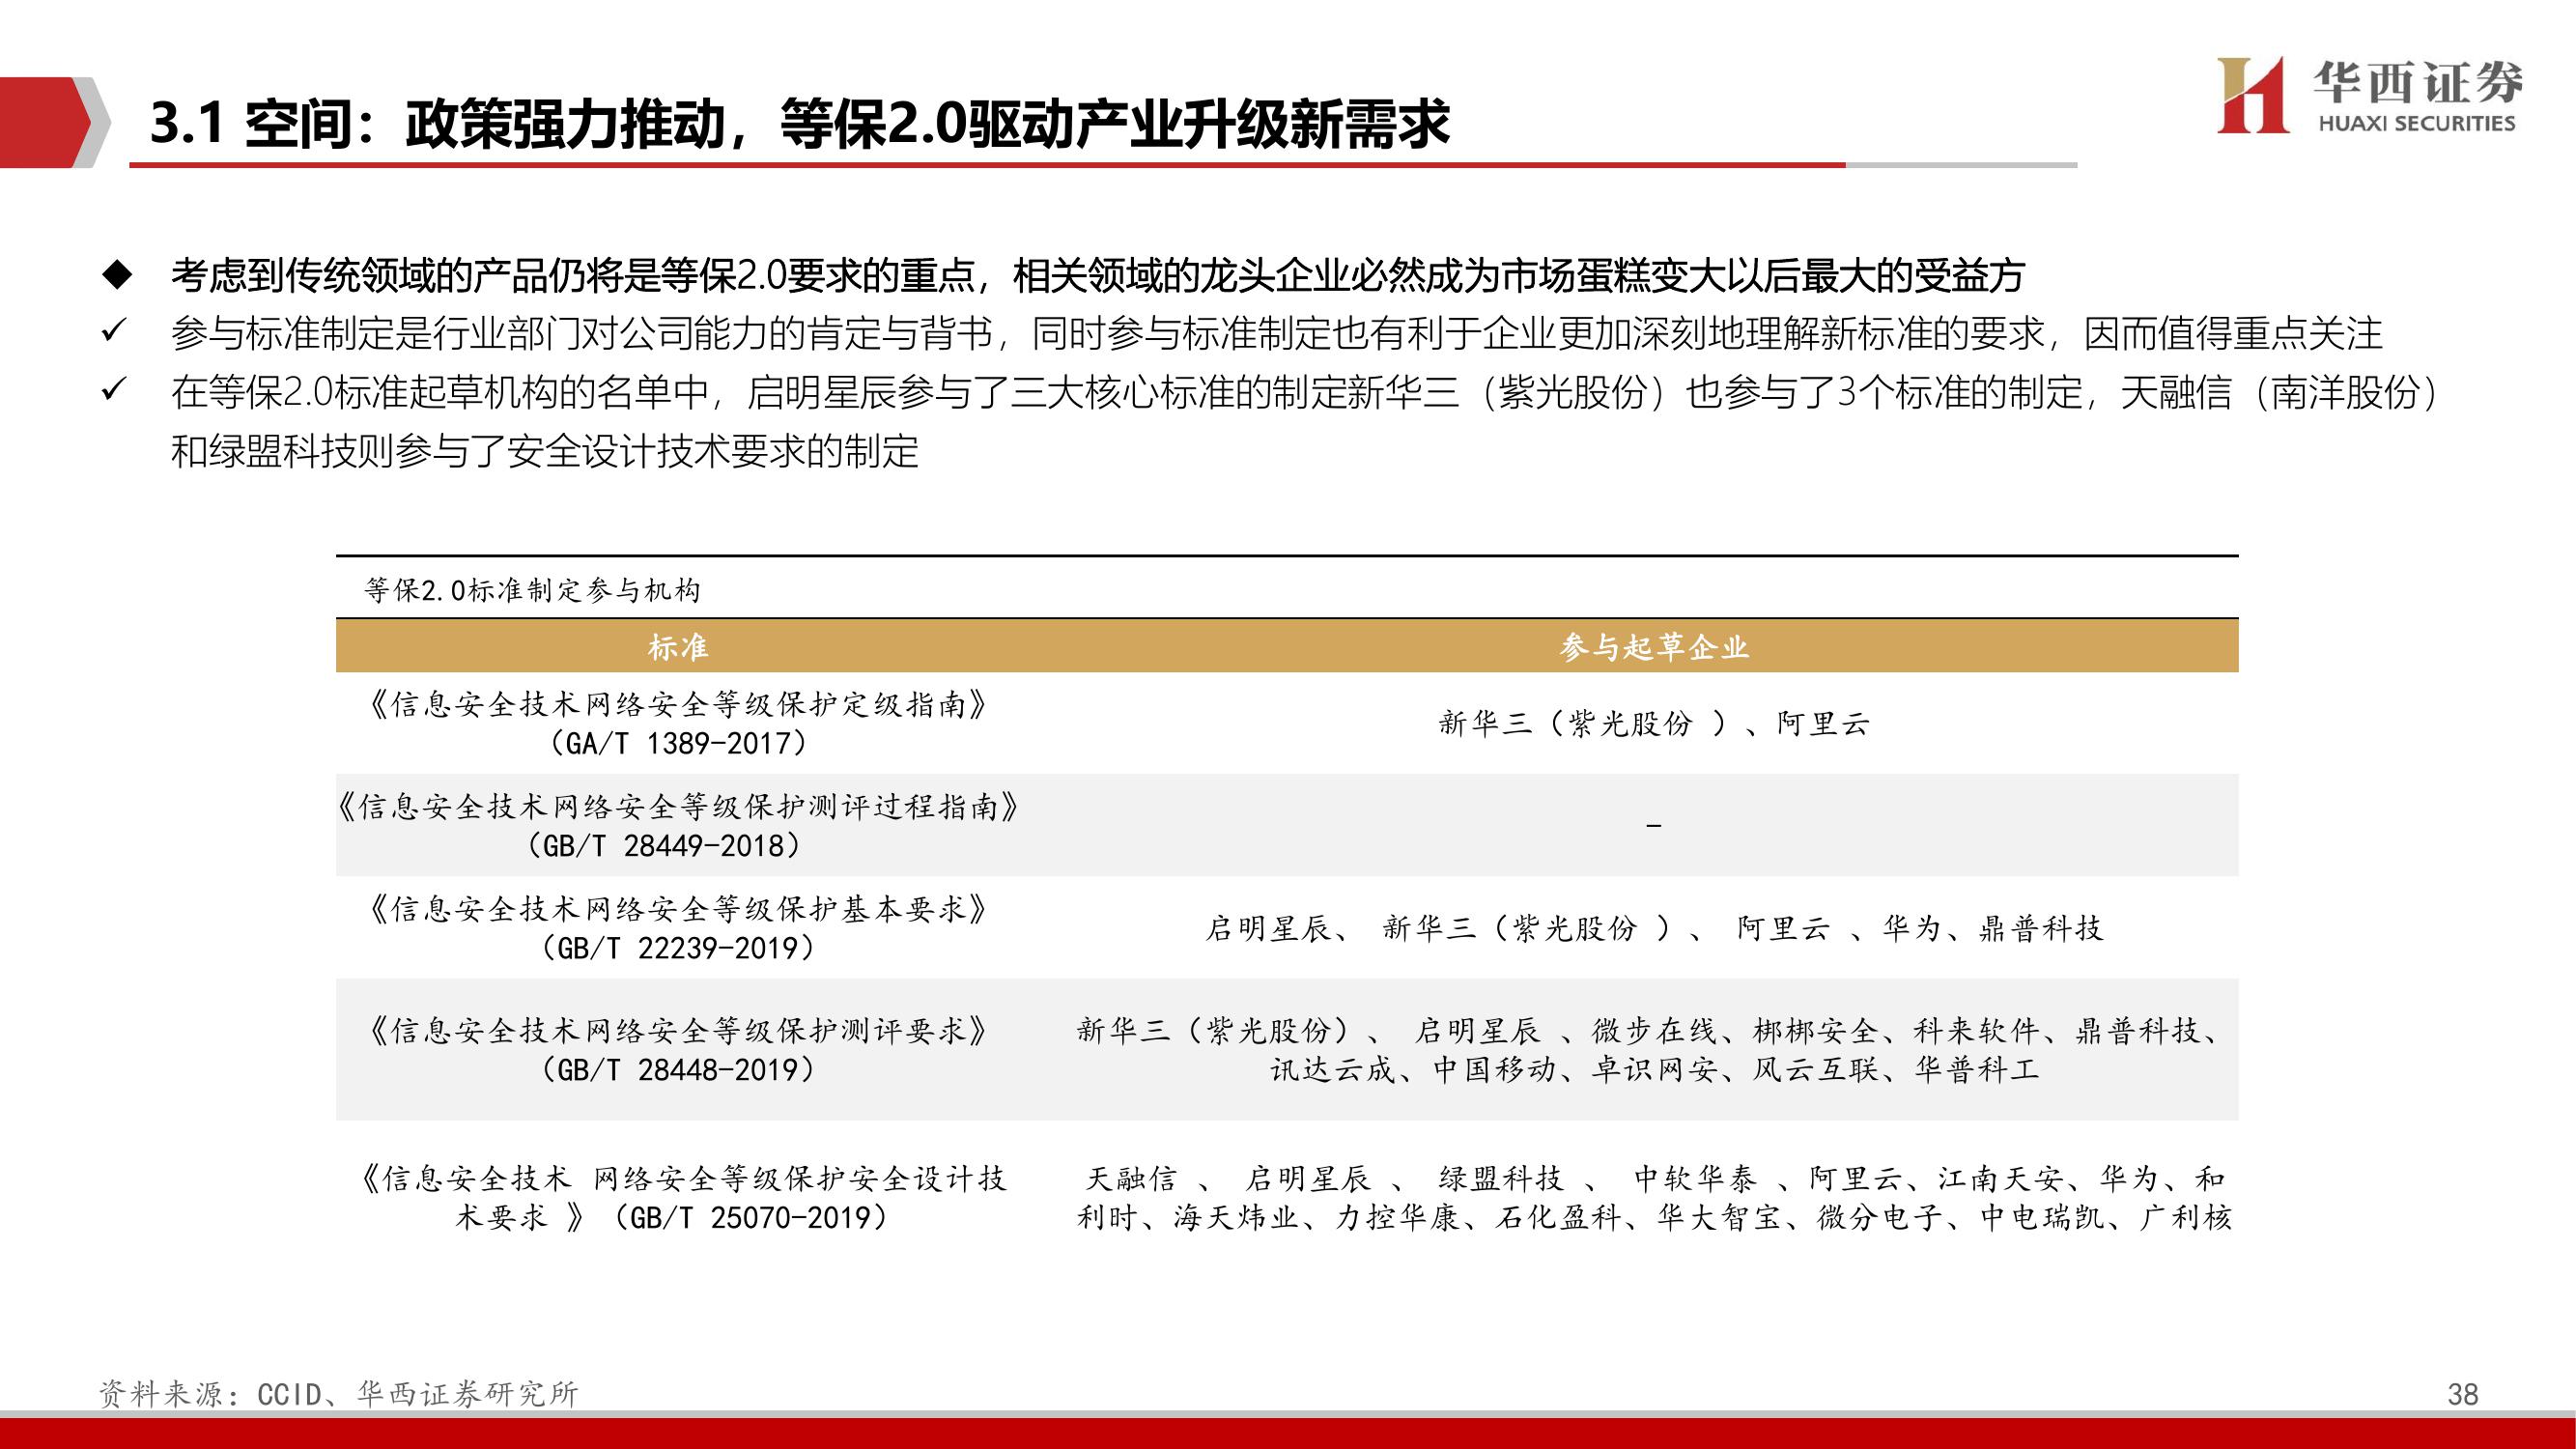 3.1 空间：政策强力推动，等保2.0驱动产业升级新需求
华西证券
HUAXI SECURITIES
◆ 考虑到传统领域的产品仍将是等保2.0要求的重点，相关领域的龙头企业必然成为市场蛋糕变大以后最大的受益方
✓ 参与标准制定是行业部门对公司能力的肯定与背书，同时参与标准制定也有利于企业更加深刻地理解新标准的要求，因而值得重点关注
✓ 在等保2.0标准起草机构的名单中，启明星辰参与了三大核心标准的制定新华三（紫光股份）也参与了3个标准的制定，天融信（南洋股份）
和绿盟科技则参与了安全设计技术要求的制定
等保2.0标准制定参与机构
标准 参与起草企业
《信息安全技术网络安全等级保护定级指南》
（GA/T 1389-2017）
新华三（紫光股份 ）、阿里云
《信息安全技术网络安全等级保护测评过程指南》
（GB/T 28449-2018）
-
《信息安全技术网络安全等级保护基本要求》
（GB/T 22239-2019）
启明星辰、 新华三（紫光股份 ）、 阿里云 、华为、鼎普科技
《信息安全技术网络安全等级保护测评要求》
（GB/T 28448-2019）
新华三（紫光股份）、 启明星辰 、微步在线、梆梆安全、科来软件、鼎普科技、
讯达云成、中国移动、卓识网安、风云互联、华普科工
《信息安全技术 网络安全等级保护安全设计技
术要求 》（GB/T 25070-2019）
天融信 、 启明星辰 、 绿盟科技 、 中软华泰 、阿里云、江南天安、华为、和
利时、海天炜业、力控华康、石化盈科、华大智宝、微分电子、中电瑞凯、广利核
资料来源：CCID、华西证券研究所
38